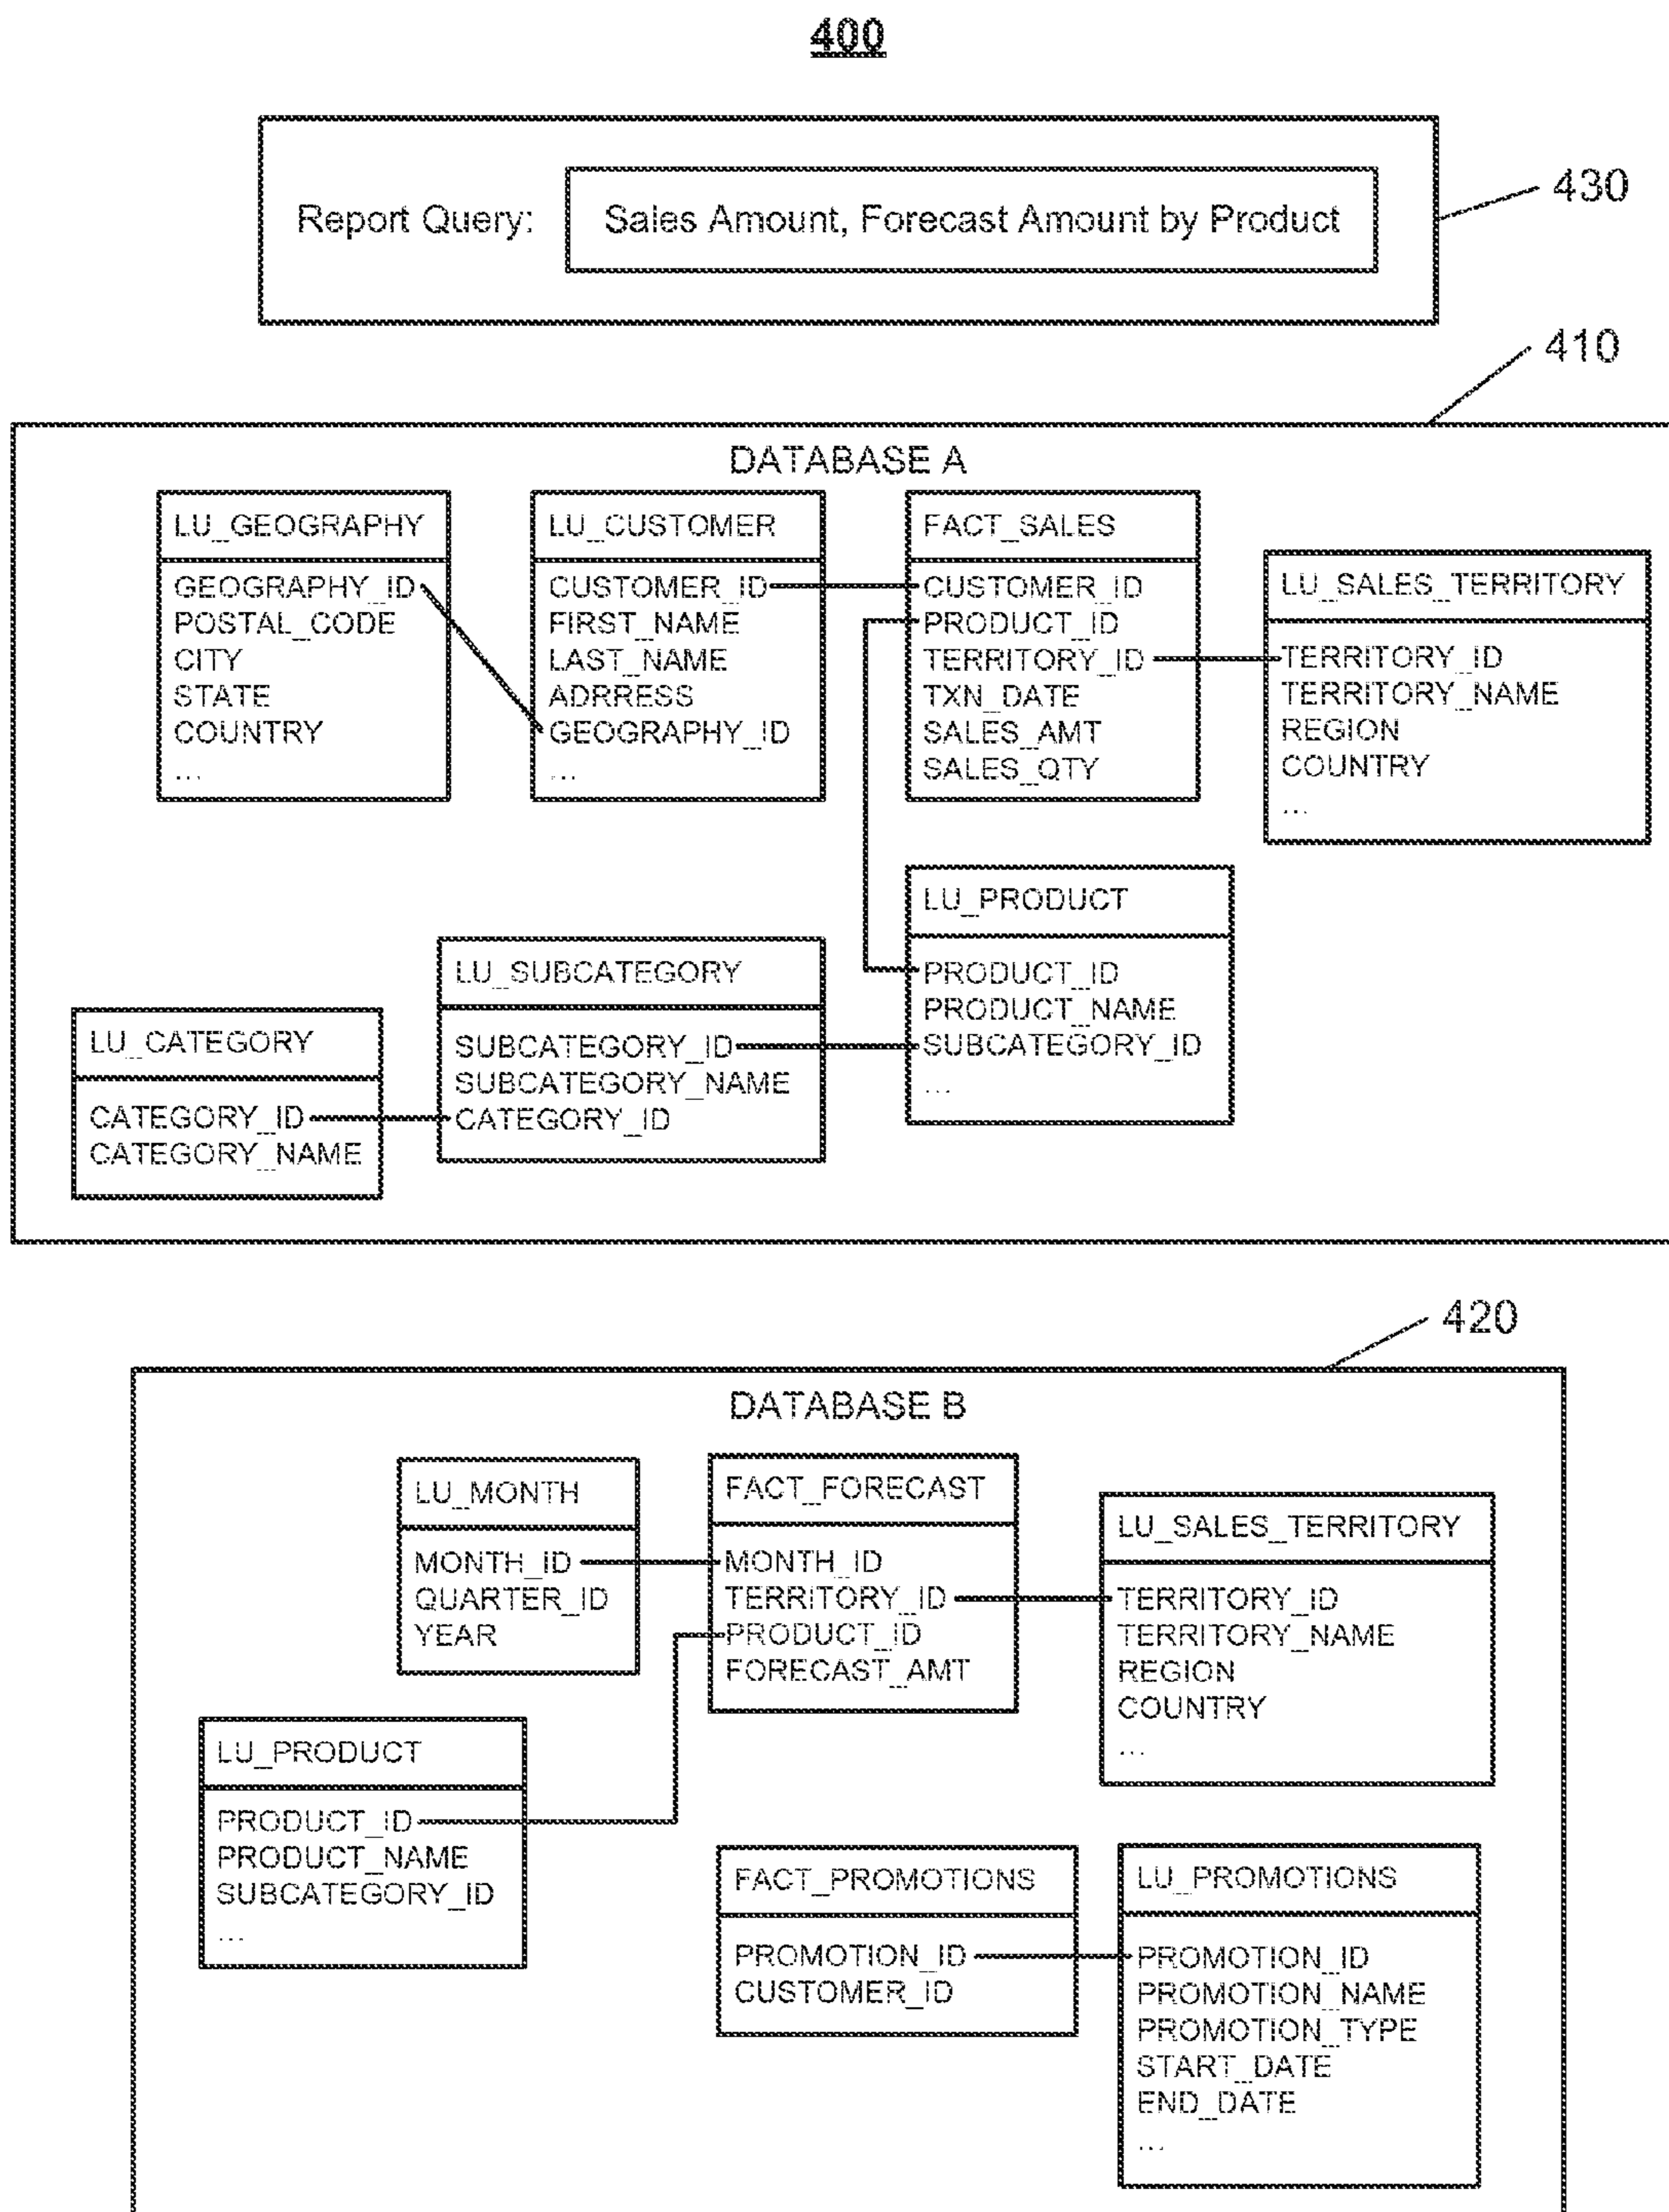 400
Report Query: Sales Amount, Forecast Amount by Product
430
410
DATABASE A
LU_GEOGRAPHY
GEOGRAPHY_ID
POSTAL_CODE
CITY
STATE
COUNTRY
...
LU_CUSTOMER
CUSTOMER_ID
FIRST_NAME
LAST_NAME
ADRRESS
GEOGRAPHY_ID
...
FACT_SALES
CUSTOMER_ID
PRODUCT_ID
TERRITORY_ID
TXN_DATE
SALES_AMT
SALES_QTY
LU_SALES_TERRITORY
TERRITORY_ID
TERRITORY_NAME
REGION
COUNTRY
...
LU_CATEGORY
CATEGORY_ID
CATEGORY_NAME
LU_SUBCATEGORY
SUBCATEGORY_ID
SUBCATEGORY_NAME
CATEGORY_ID
LU_PRODUCT
PRODUCT_ID
PRODUCT_NAME
SUBCATEGORY_ID
...
420
DATABASE B
LU_MONTH
MONTH_ID
QUARTER_ID
YEAR
FACT_FORECAST
MONTH_ID
TERRITORY_ID
PRODUCT_ID
FORECAST_AMT
LU_SALES_TERRITORY
TERRITORY_ID
TERRITORY_NAME
REGION
COUNTRY
...
LU_PRODUCT
PRODUCT_ID
PRODUCT_NAME
SUBCATEGORY_ID
...
FACT_PROMOTIONS
PROMOTION_ID
CUSTOMER_ID
LU_PROMOTIONS
PROMOTION_ID
PROMOTION_NAME
PROMOTION_TYPE
START_DATE
END_DATE
...